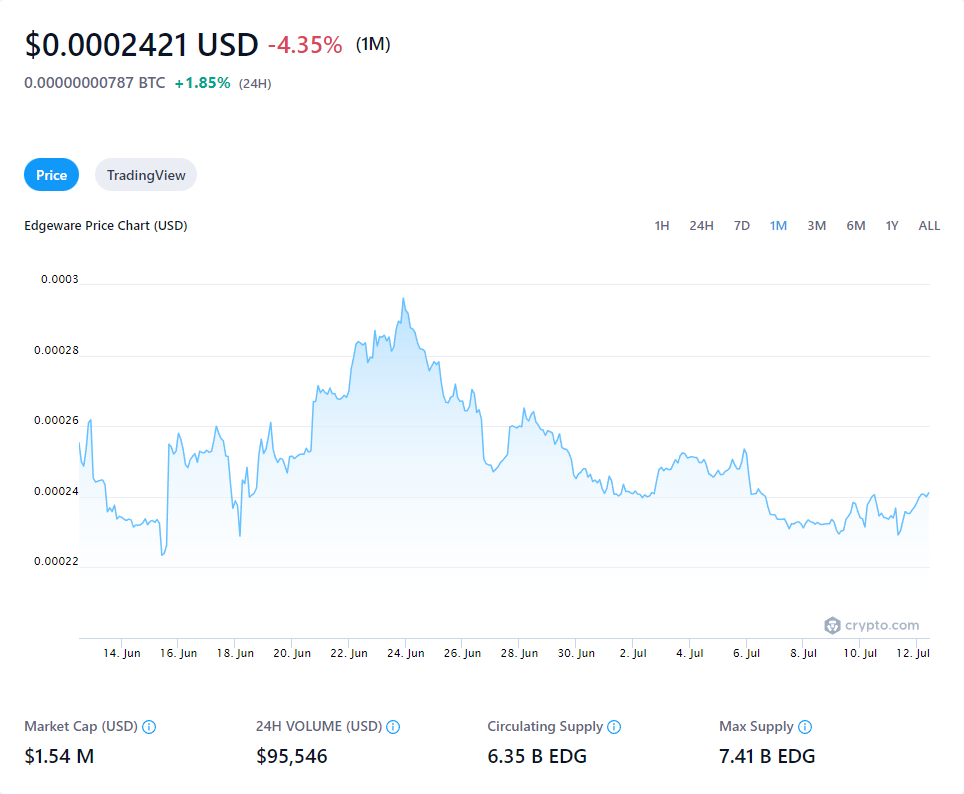 $0.0002421 USD -4.35% (1M)
0.00000000787 BTC +1.85% (24H)
Price TradingView
Edgeware Price Chart (USD) 1H 24H 7D 1M 3M 6M 1Y ALL
0.0003
0.00028
0.00026
0.00024
0.00022
crypto.com
14. Jun 16. Jun 18. Jun 20. Jun 22. Jun 24. Jun 26. Jun 28. Jun 30. Jun 2. Jul 4. Jul 6. Jul 8. Jul 10. Jul 12. Jul
Market Cap (USD) 24H VOLUME (USD) Circulating Supply Max Supply
$1.54 M $95,546 6.35 B EDG 7.41 B EDG